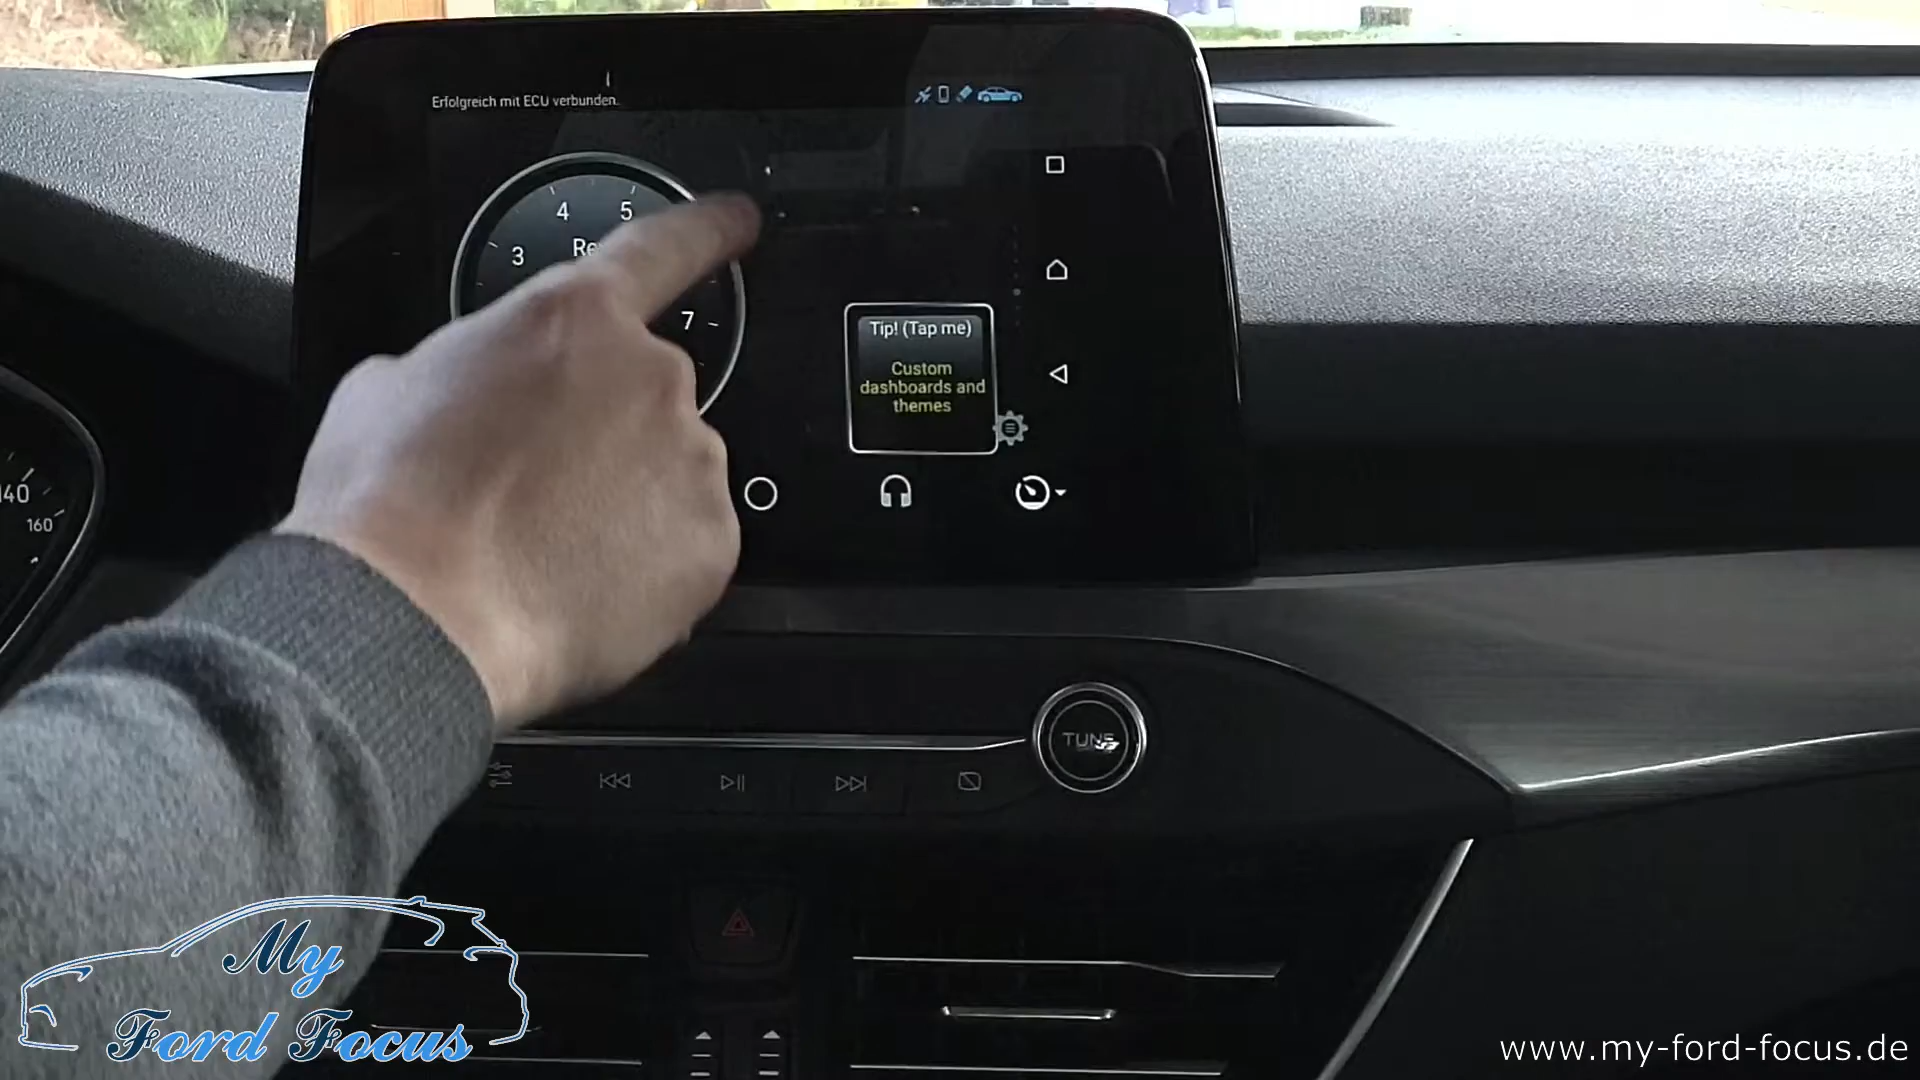 Erfolgreich mit ECU verbunden.
4 5
3
7
Tip! (Tap me)
Custom
dashboards and
themes
140
160
TUNE
My
Ford Focus
www.my-ford-focus.de